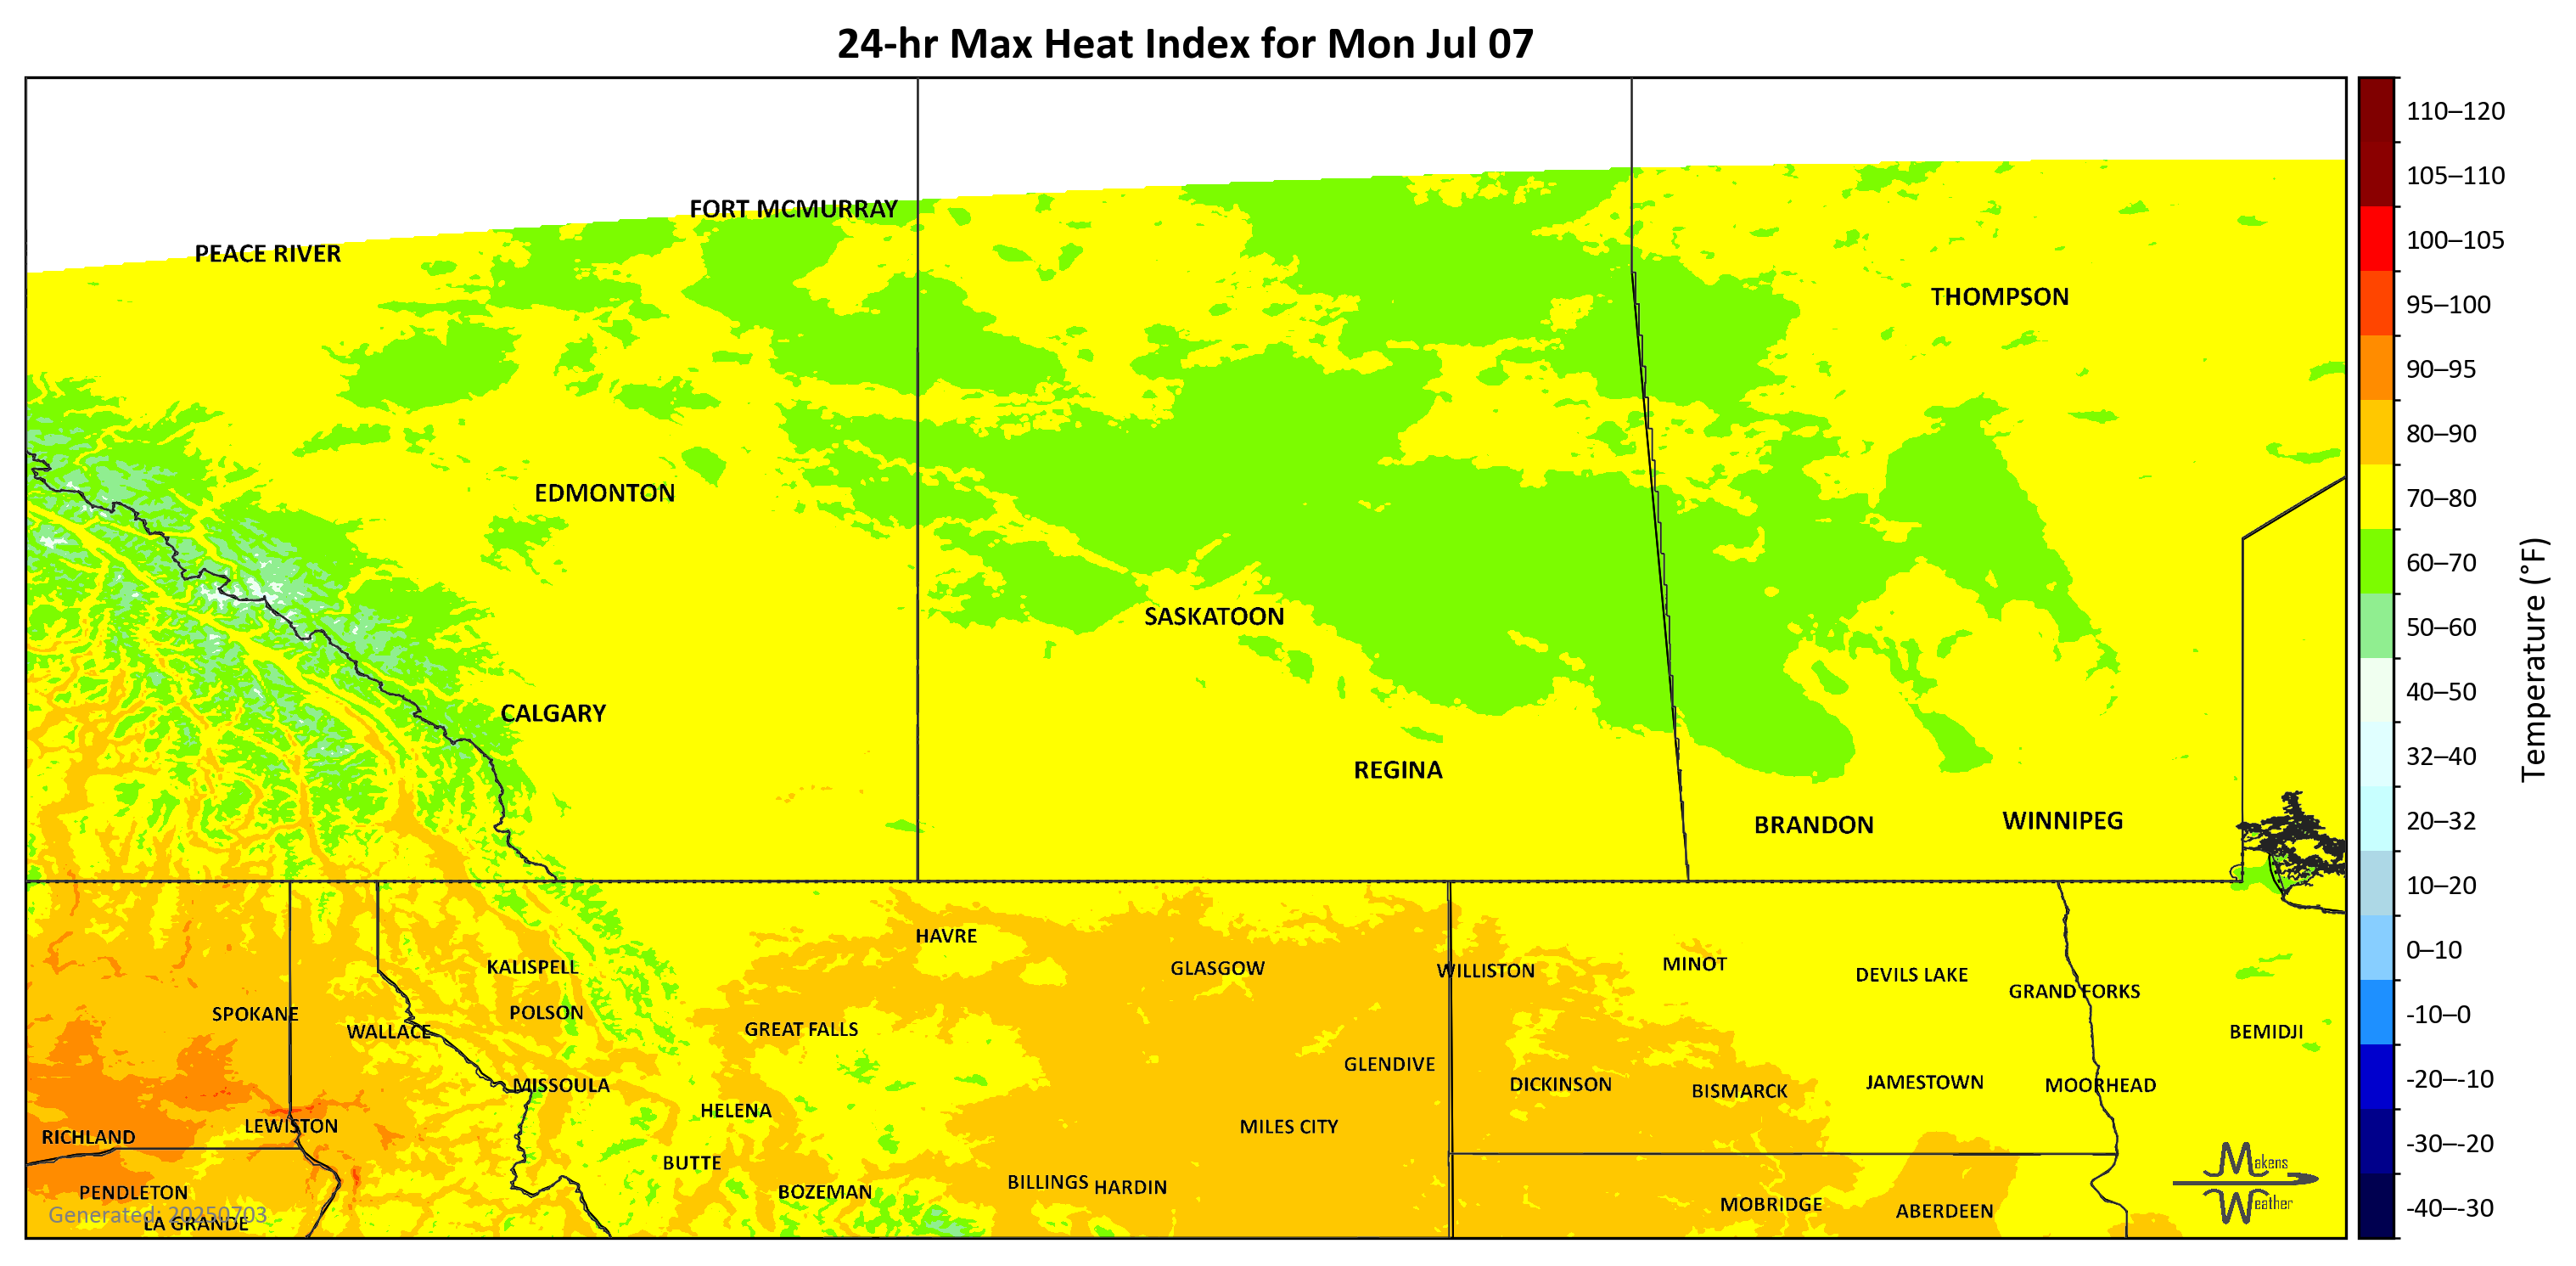 24-hr Max Heat Index for Mon Jul 07
110–120
105–110
FORT MCMURRAY
100–105
PEACE RIVER
THOMPSON
95–100
90–95
80–90
EDMONTON
70–80
60–70
SASKATOON
50–60
Temperature (°F)
40–50
CALGARY
32–40
REGINA
BRANDON
WINNIPEG
20–32
10–20
HAVRE
0–10
KALISPELL
GLASGOW
WILLISTON
MINOT
DEVILS LAKE
GRAND FORKS
SPOKANE
POLSON
-10–0
WALLACE
GREAT FALLS
BEMIDJI
GLENDIVE
-20–-10
MISSOULA
DICKINSON
BISMARCK
JAMESTOWN
MOORHEAD
HELENA
LEWISTON
MILES CITY
RICHLAND
-30–-20
BUTTE
Makens
Weather
PENDLETON
BOZEMAN
BILLINGS
HARDIN
MOBRIDGE
ABERDEEN
-40–-30
Generated: 20250703
LA GRANDE